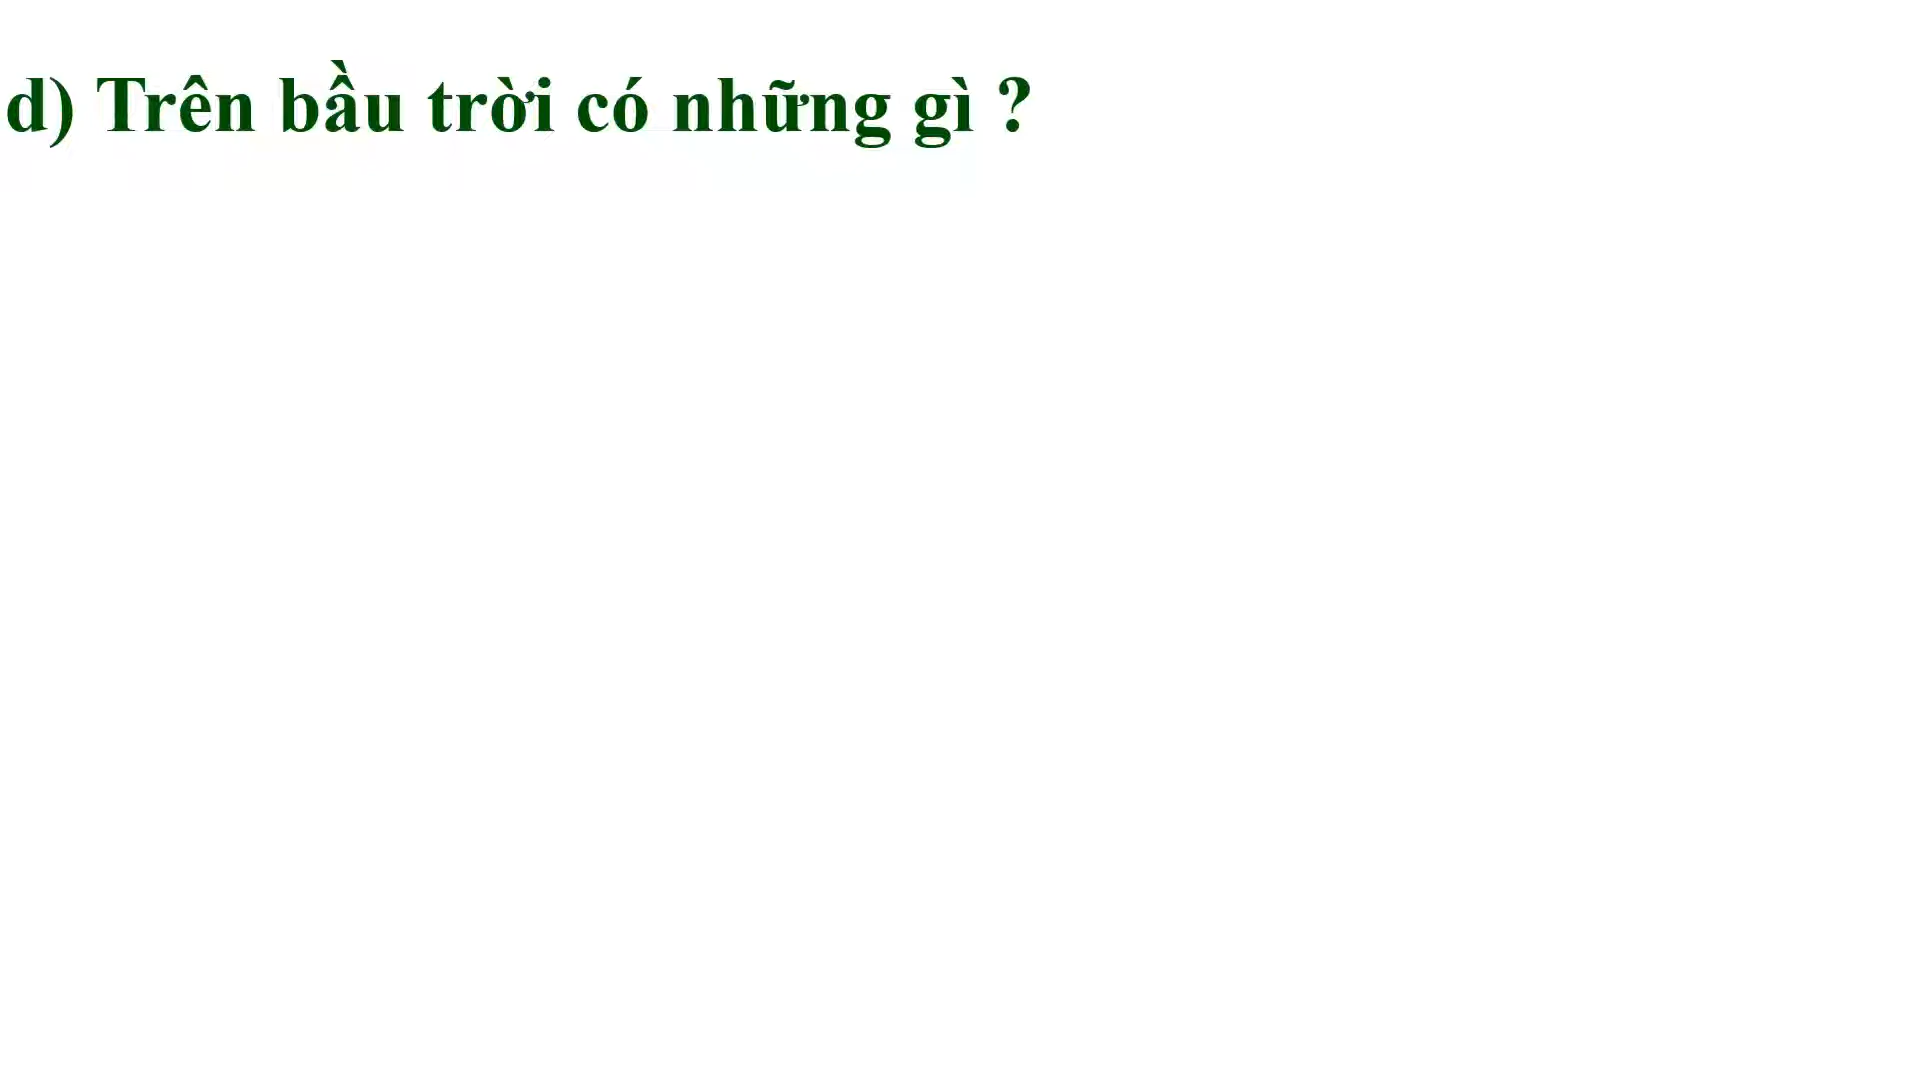 d) Trên bầu trời có những gì ?